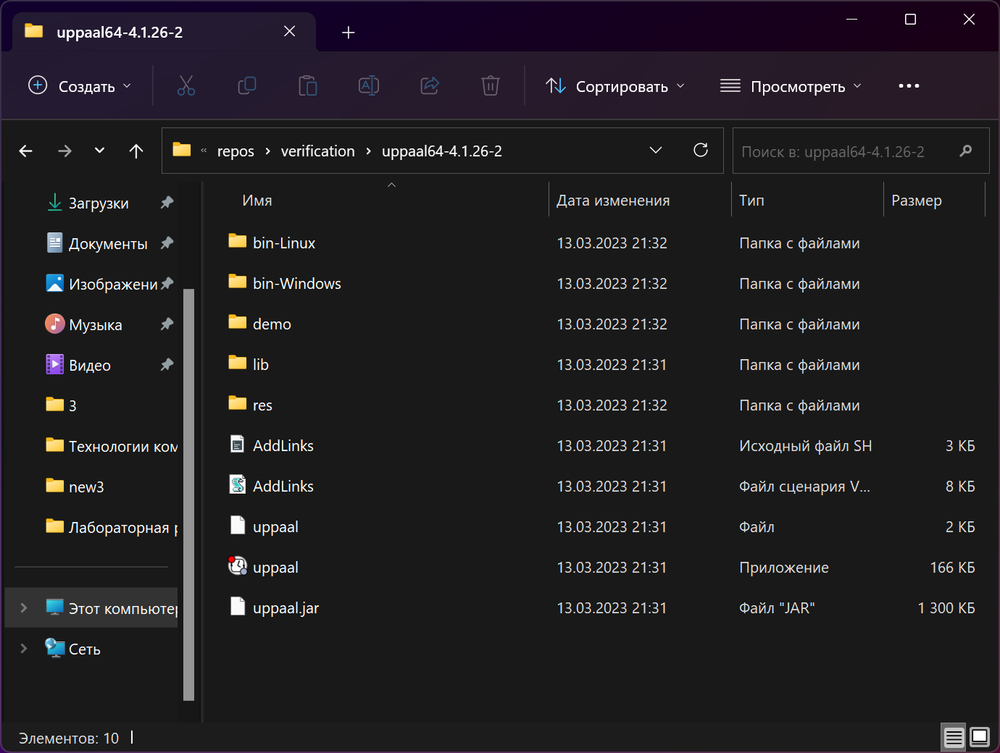 uppaal64-4.1.26-2
Создать
Сортировать
Просмотреть
« repos › verification › uppaal64-4.1.26-2
Поиск в: uppaal64-4.1.26-2
Загрузки
Документы
Изображени
Музыка
Видео
3
Технологии ком
new3
Лабораторная р
Этот компьютер
Сеть
Имя Дата изменения Тип Размер
bin-Linux 13.03.2023 21:32 Папка с файлами
bin-Windows 13.03.2023 21:32 Папка с файлами
demo 13.03.2023 21:32 Папка с файлами
lib 13.03.2023 21:31 Папка с файлами
res 13.03.2023 21:32 Папка с файлами
AddLinks 13.03.2023 21:31 Исходный файл SH 3 КБ
AddLinks 13.03.2023 21:31 Файл сценария V... 8 КБ
uppaal 13.03.2023 21:31 Файл 2 КБ
uppaal 13.03.2023 21:31 Приложение 166 КБ
uppaal.jar 13.03.2023 21:31 Файл "JAR" 1 300 КБ
Элементов: 10